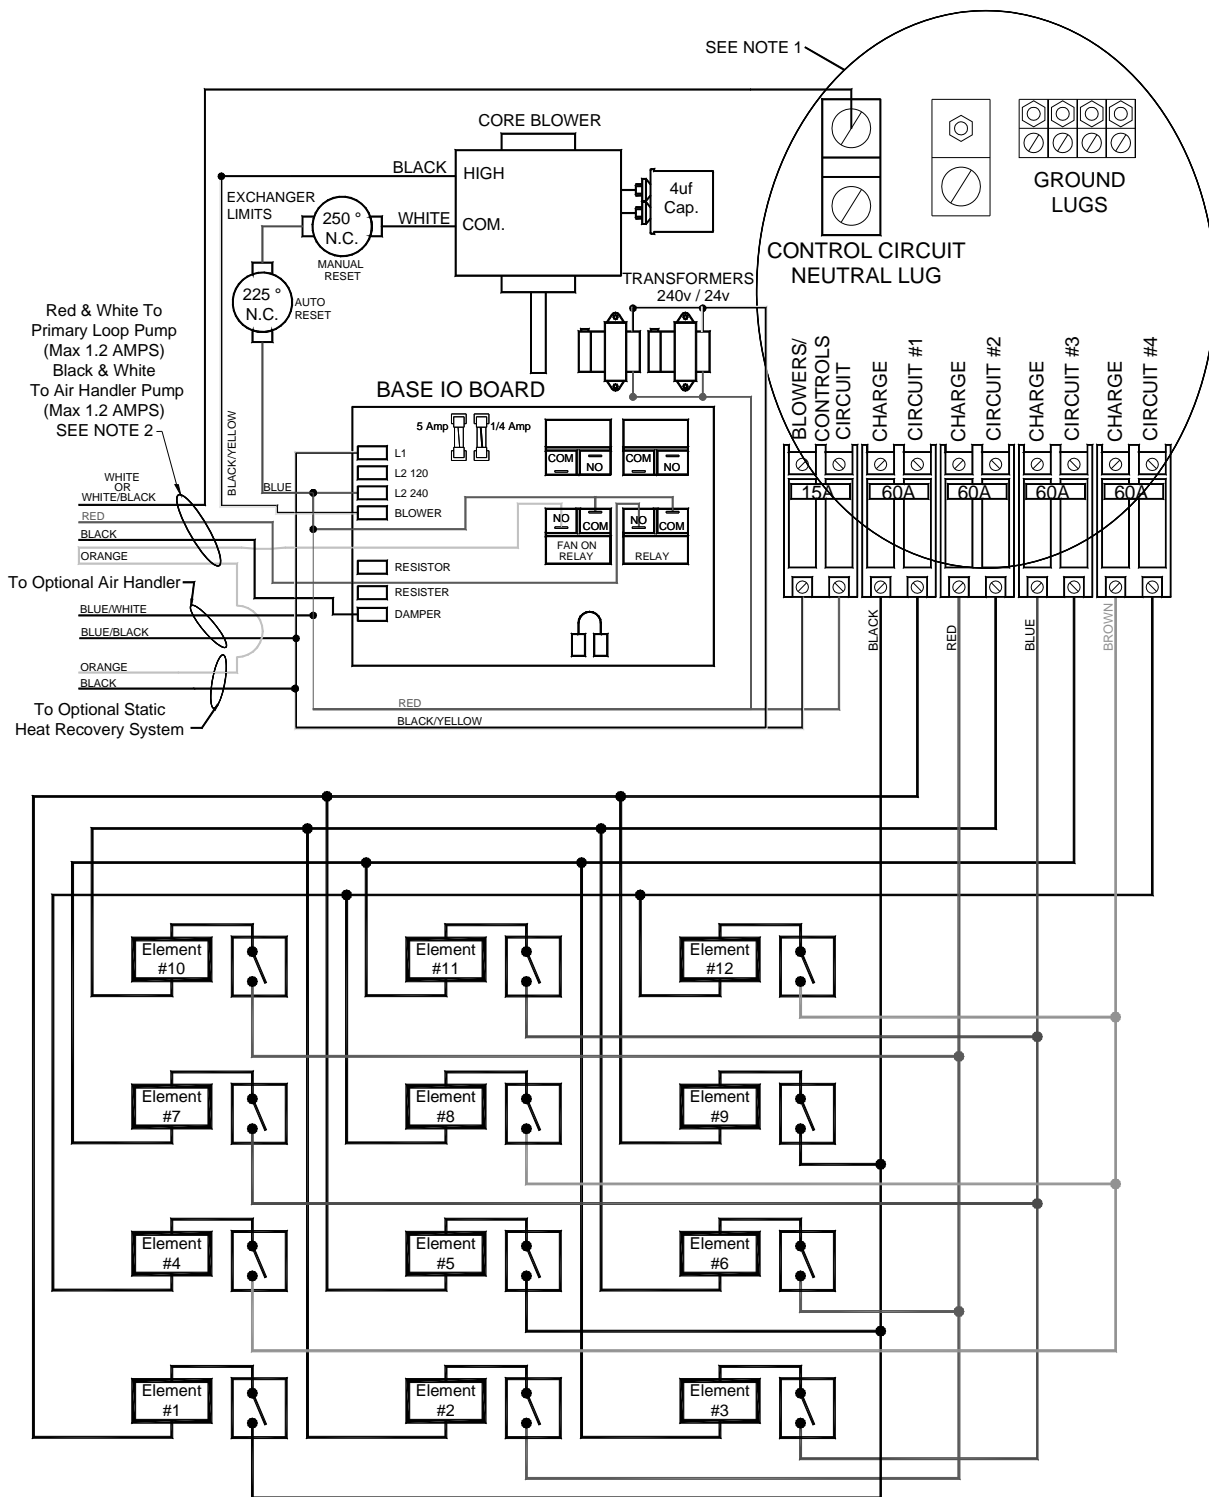 SEE NOTE 1
CORE BLOWER
BLACK
HIGH
EXCHANGER
LIMITS
250 °
N.C.
WHITE
COM.
MANUAL
RESET
4uf
Cap.
GROUND
LUGS
CONTROL CIRCUIT
NEUTRAL LUG
225 °
N.C.
AUTO
RESET
TRANSFORMERS
240v / 24v
Red & White To
Primary Loop Pump
(Max 1.2 AMPS)
Black & White
To Air Handler Pump
(Max 1.2 AMPS)
SEE NOTE 2
BASE IO BOARD
BLACK/YELLOW
5 Amp
1/4 Amp
L1
L2 120
L2 240
BLOWER
BLUE
COM
NO
COM
NO
NO
COM
FAN ON
RELAY
NO
COM
RELAY
RESISTOR
RESISTER
DAMPER
WHITE
OR
WHITE/BLACK
RED
BLACK
ORANGE
To Optional Air Handler
BLUE/WHITE
BLUE/BLACK
ORANGE
BLACK
To Optional Static
Heat Recovery System
RED
BLACK/YELLOW
BLOWERS/
CONTROLS
CIRCUIT
CHARGE
CIRCUIT #1
CHARGE
CIRCUIT #2
CHARGE
CIRCUIT #3
CHARGE
CIRCUIT #4
15A
60A
60A
60A
60A
BLACK
RED
BLUE
BROWN
Element
#10
Element
#11
Element
#12
Element
#7
Element
#8
Element
#9
Element
#4
Element
#5
Element
#6
Element
#1
Element
#2
Element
#3